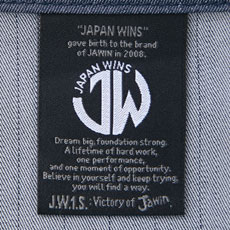 "JAPAN WINS"
gave birth to the brand
of JAWIN in 2008.
JAPAN WINS
JW
Dream big, foundation strong.
A lifetime of hard work,
one performance,
and one moment of opportunity.
Believe in yourself and keep trying,
you will find a way.
J.W.1.S.: Victory of Jawin.